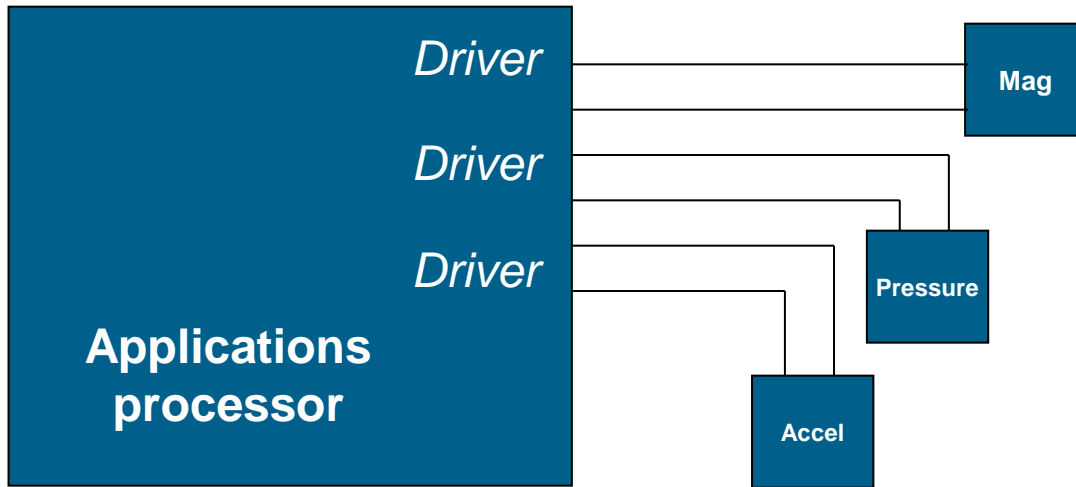 Driver
Mag
Driver
Driver
Pressure
Applications
processor
Accel